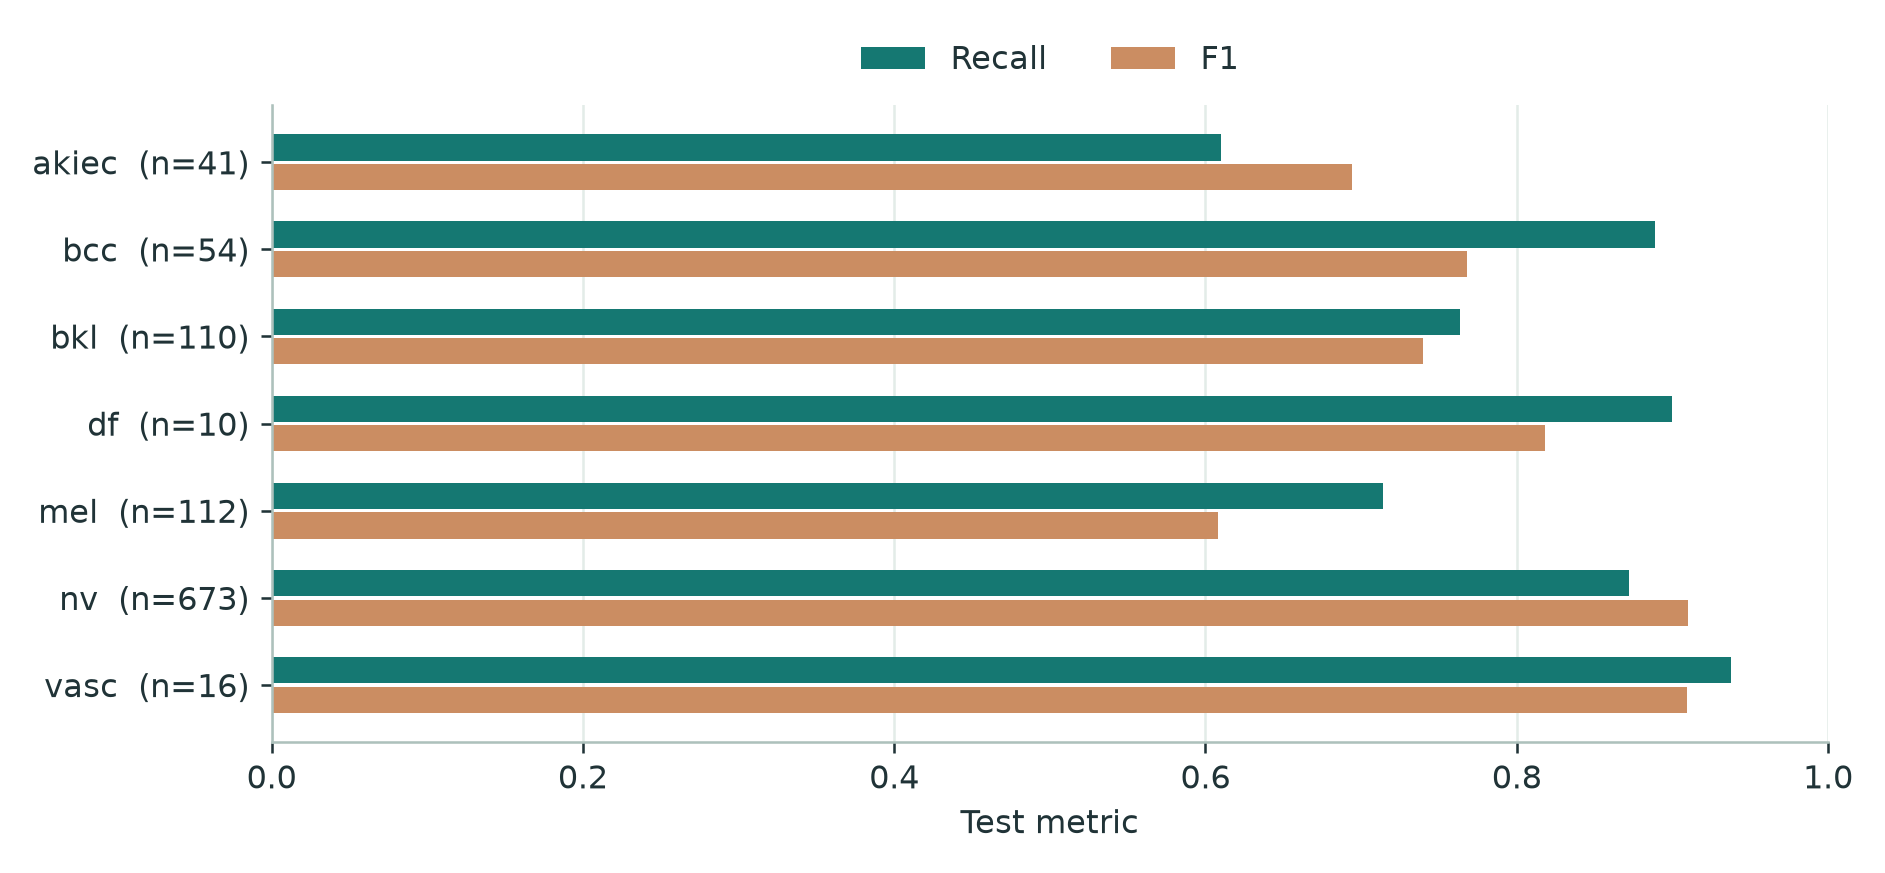 Recall F1
akiec (n=41)
bcc (n=54)
bkl (n=110)
df (n=10)
mel (n=112)
nv (n=673)
vasc (n=16)
0.0 0.2 0.4 0.6 0.8 1.0
Test metric